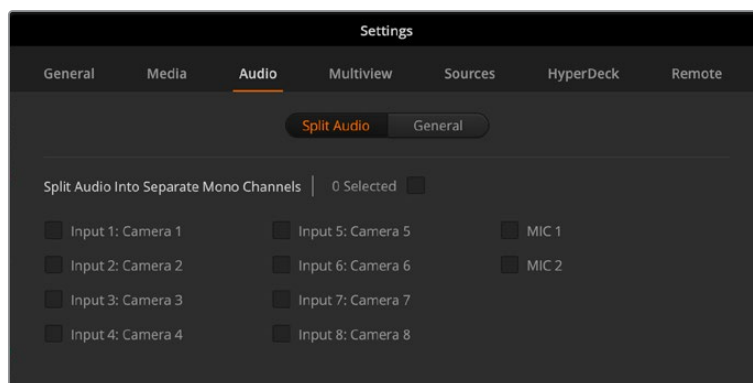 Settings
General Media Audio Multiview Sources HyperDeck Remote
Split Audio General
Split Audio Into Separate Mono Channels 0 Selected
Input 1: Camera 1 Input 5: Camera 5 MIC 1
Input 2: Camera 2 Input 6: Camera 6 MIC 2
Input 3: Camera 3 Input 7: Camera 7
Input 4: Camera 4 Input 8: Camera 8